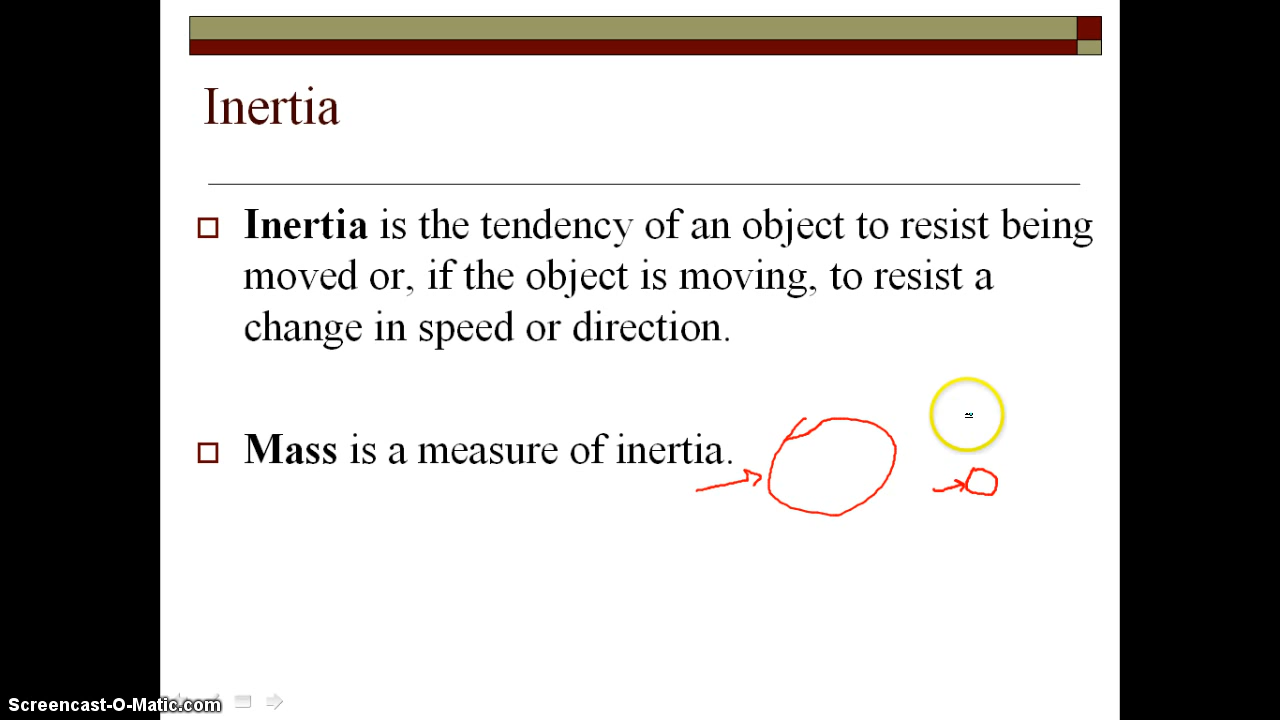 Inertia
Inertia is the tendency of an object to resist being
moved or, if the object is moving, to resist a
change in speed or direction.
Mass is a measure of inertia.
Screencast-O-Matic.com